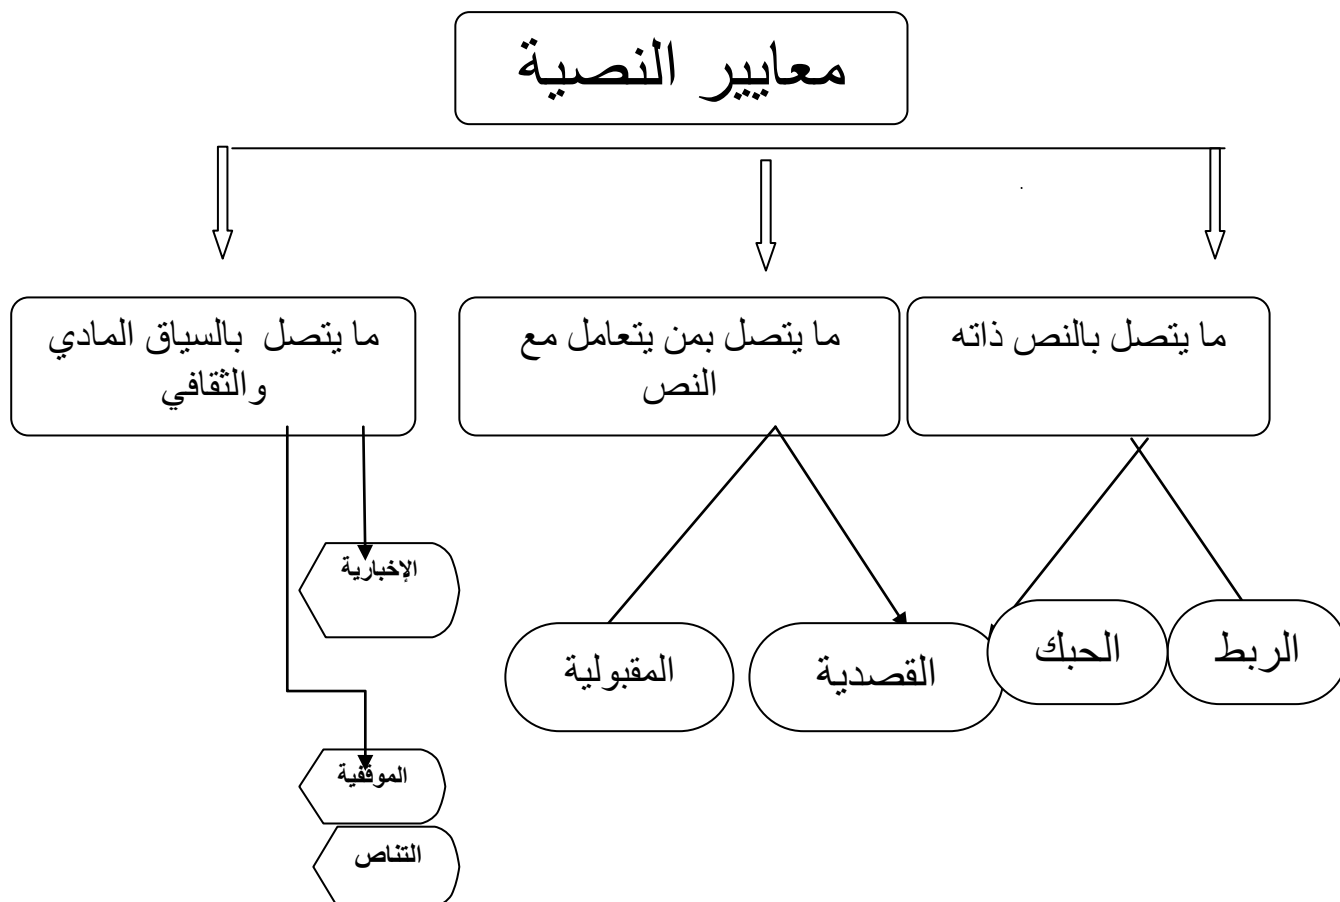 معايير النصية
ما يتصل بالنص ذاته
ما يتصل بمن يتعامل مع
النص
ما يتصل بالسياق المادي
والثقافي
الربط
الحبك
القصدية
المقبولية
الإخبارية
الموقفية
التناص